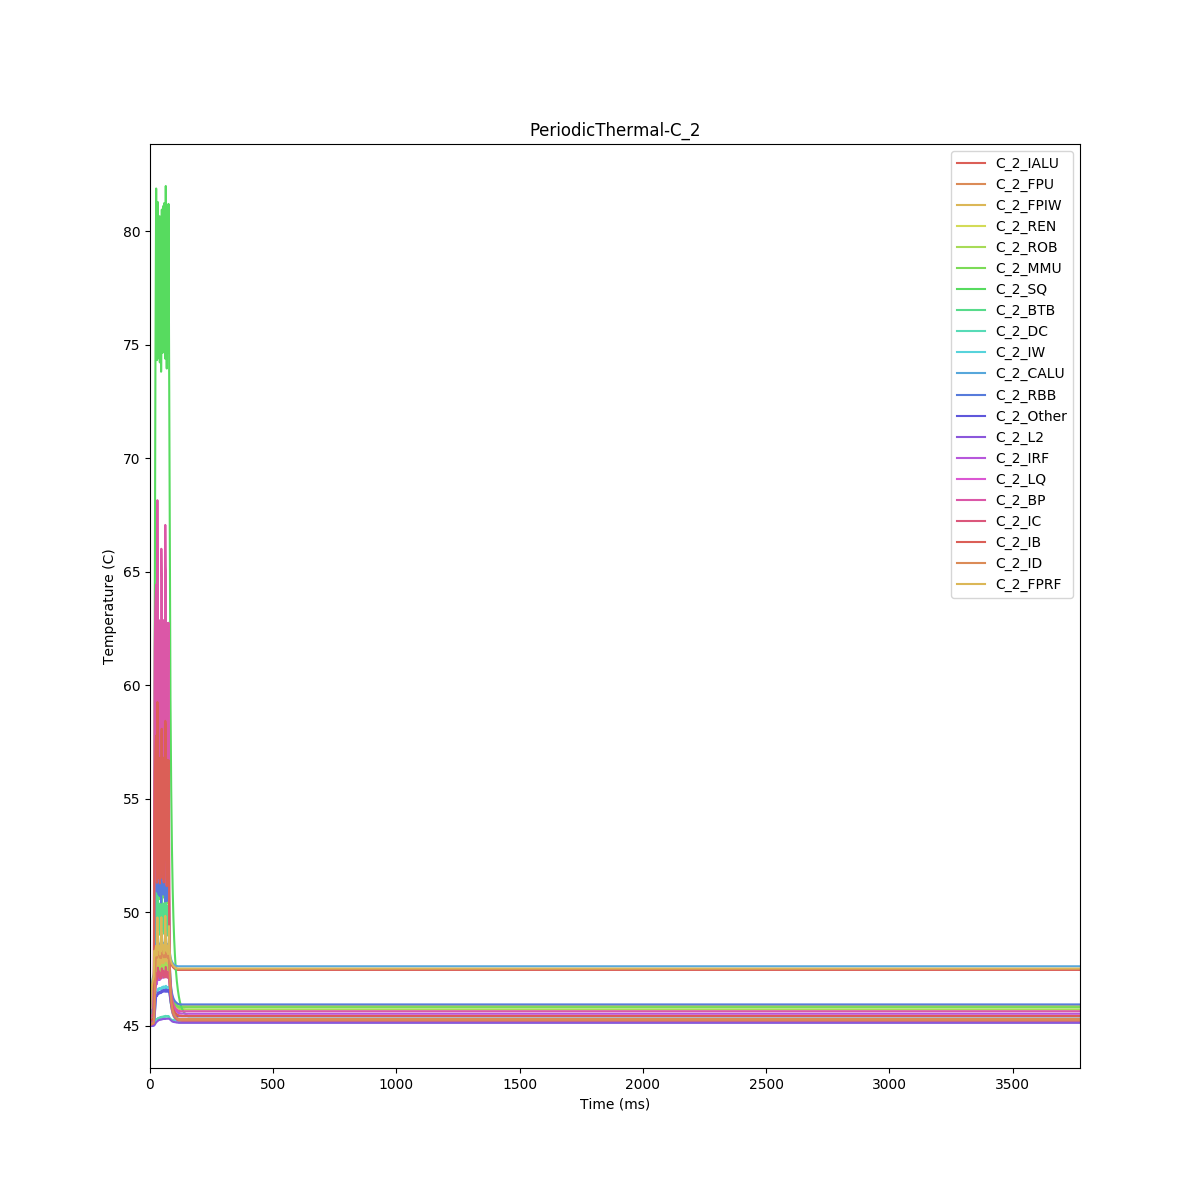 PeriodicThermal-C_2
C_2_IALU
C_2_FPU
C_2_FPIW
C_2_REN
C_2_ROB
C_2_MMU
C_2_SQ
C_2_BTB
C_2_DC
C_2_IW
C_2_CALU
C_2_RBB
C_2_Other
C_2_L2
C_2_IRF
C_2_LQ
C_2_BP
C_2_IC
C_2_IB
C_2_ID
C_2_FPRF
Temperature (C)
80
75
70
65
60
55
50
45
0 500 1000 1500 2000 2500 3000 3500
Time (ms)